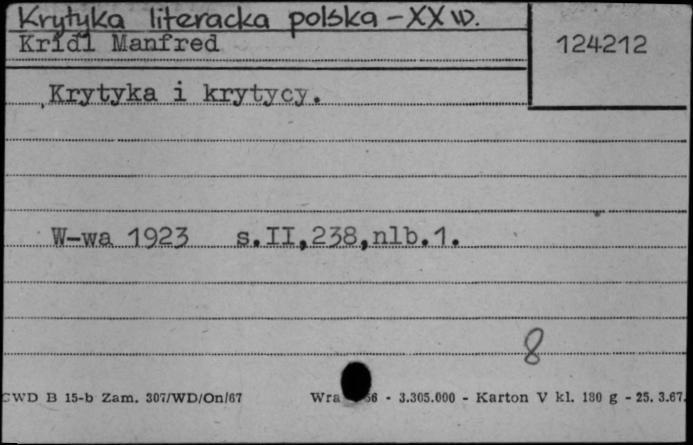 Krytyka literacka polska - XX w.
Kridl Manfred
124212
Krytyka i krytycy.
W-wa 1923 s.II,238,nlb.1.
8
CWD B 15-b Zam. 307/WD/On/67 Wra 56 - 3.305.000 - Karton V kl. 180 g - 25. 3.67.